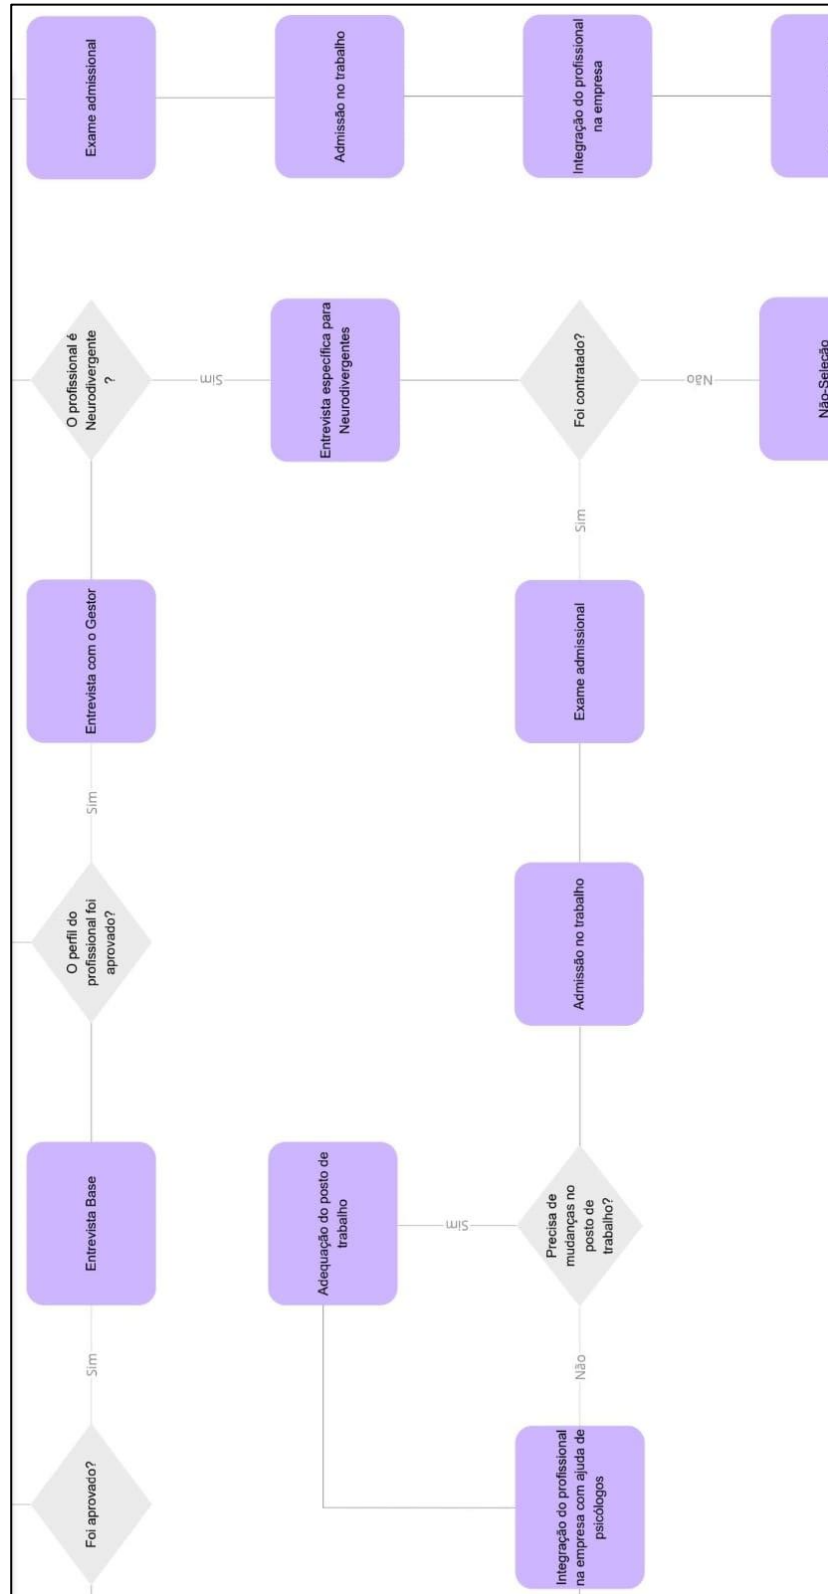 Foi aprovado?
Sim
Entrevista Base
O perfil do
profissional foi
aprovado?
Sim
Entrevista com o Gestor
O profissional é
Neurodivergente
?
Exame admissional
Sim
Adequação do posto de
trabalho
Entrevista específica para
Neurodivergentes
Admissão no trabalho
Sim
Integração do profissional
na empresa com ajuda de
psicólogos
Não
Precisa de
mudanças no
posto de
trabalho?
Admissão no trabalho
Exame admissional
Sim
Foi contratado?
Integração do profissional
na empresa
Não
Não-Seleção